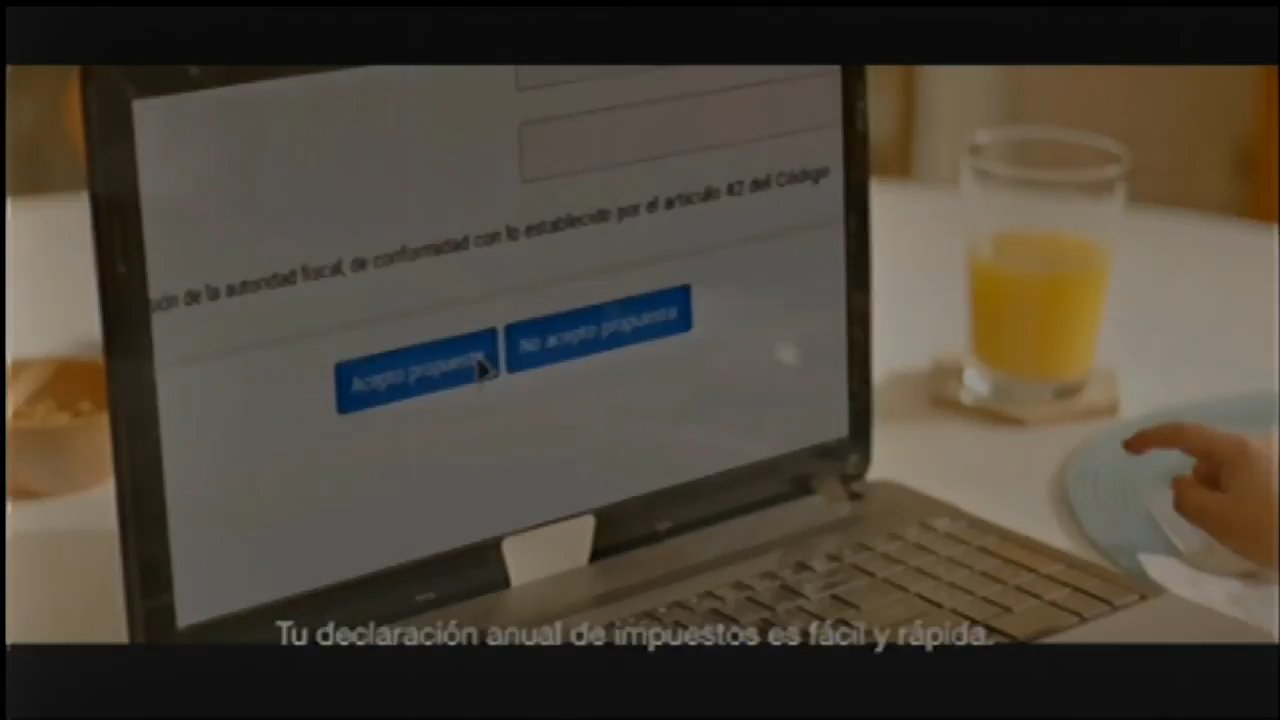 ción de la autoridad fiscal, de conformidad con lo establecido por el artículo 42 del Código
Acepto propuesta
No acepto propuesta
Tu declaración anual de impuestos es fácil y rápida.